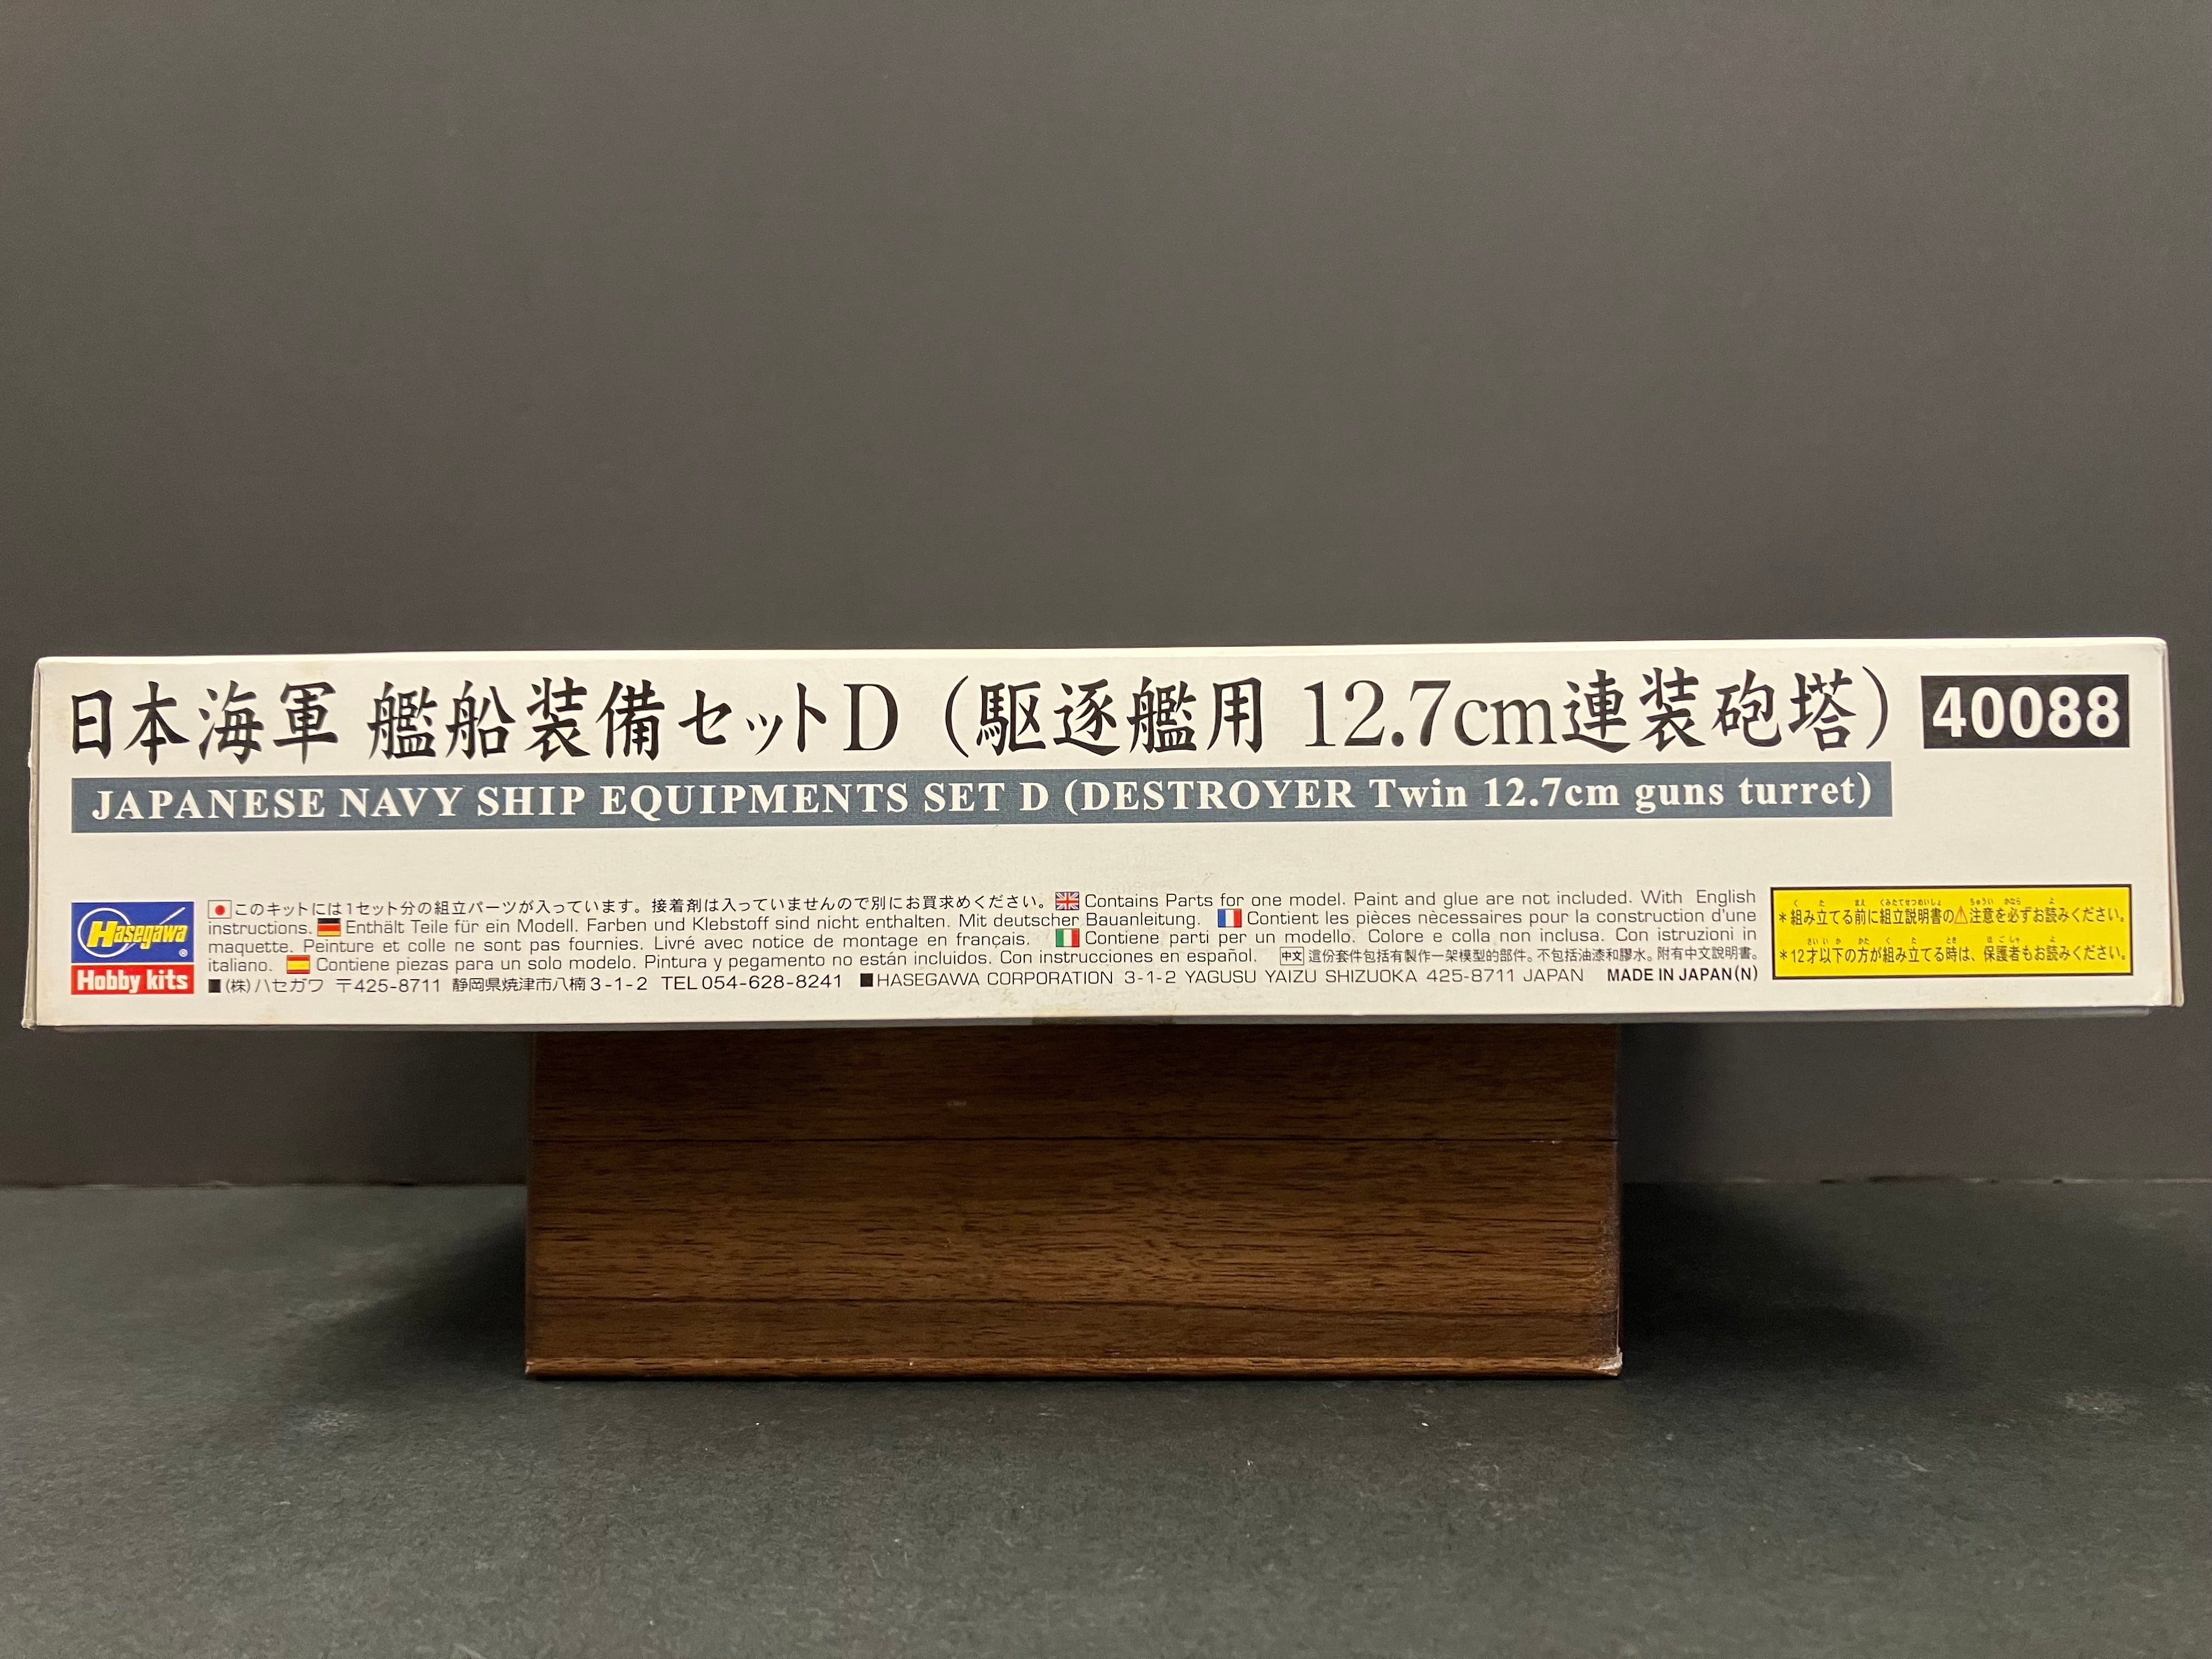 日本海軍 艦船装備セットD（駆逐艦用 12.7cm連装砲塔）
40088
JAPANESE NAVY SHIP EQUIPMENTS SET D (DESTROYER Twin 12.7cm guns turret)
Hasegawa
®
Hobby kits
このキットには1セット分の組立パーツが入っています。接着剤は入っていませんので別にお買求めください。 Contains Parts for one model. Paint and glue are not included. With English
instructions. Enthält Teile für ein Modell. Farben und Klebstoff sind nicht enthalten. Mit deutscher Bauanleitung. Contient les pièces nècessaires pour la construction d'une
maquette. Peinture et colle ne sont pas fournies. Livré avec notice de montage en français. Contiene parti per un modello. Colore e colla non inclusa. Con istruzioni in
italiano. Contiene piezas para un solo modelo. Pintura y pegamento no están incluidos. Con instrucciones en español. 中文 這份套件包括有製作一架模型的部件。不包括油漆和膠水。附有中文說明書。
■(株)ハセガワ 〒425-8711 静岡県焼津市八楠3-1-2 TEL 054-628-8241 ■HASEGAWA CORPORATION 3-1-2 YAGUSU YAIZU SHIZUOKA 425-8711 JAPAN MADE IN JAPAN(N)
＊組み立てる前に組立説明書の⚠注意を必ずお読みください。
＊12才以下の方が組み立てる時は、保護者もお読みください。